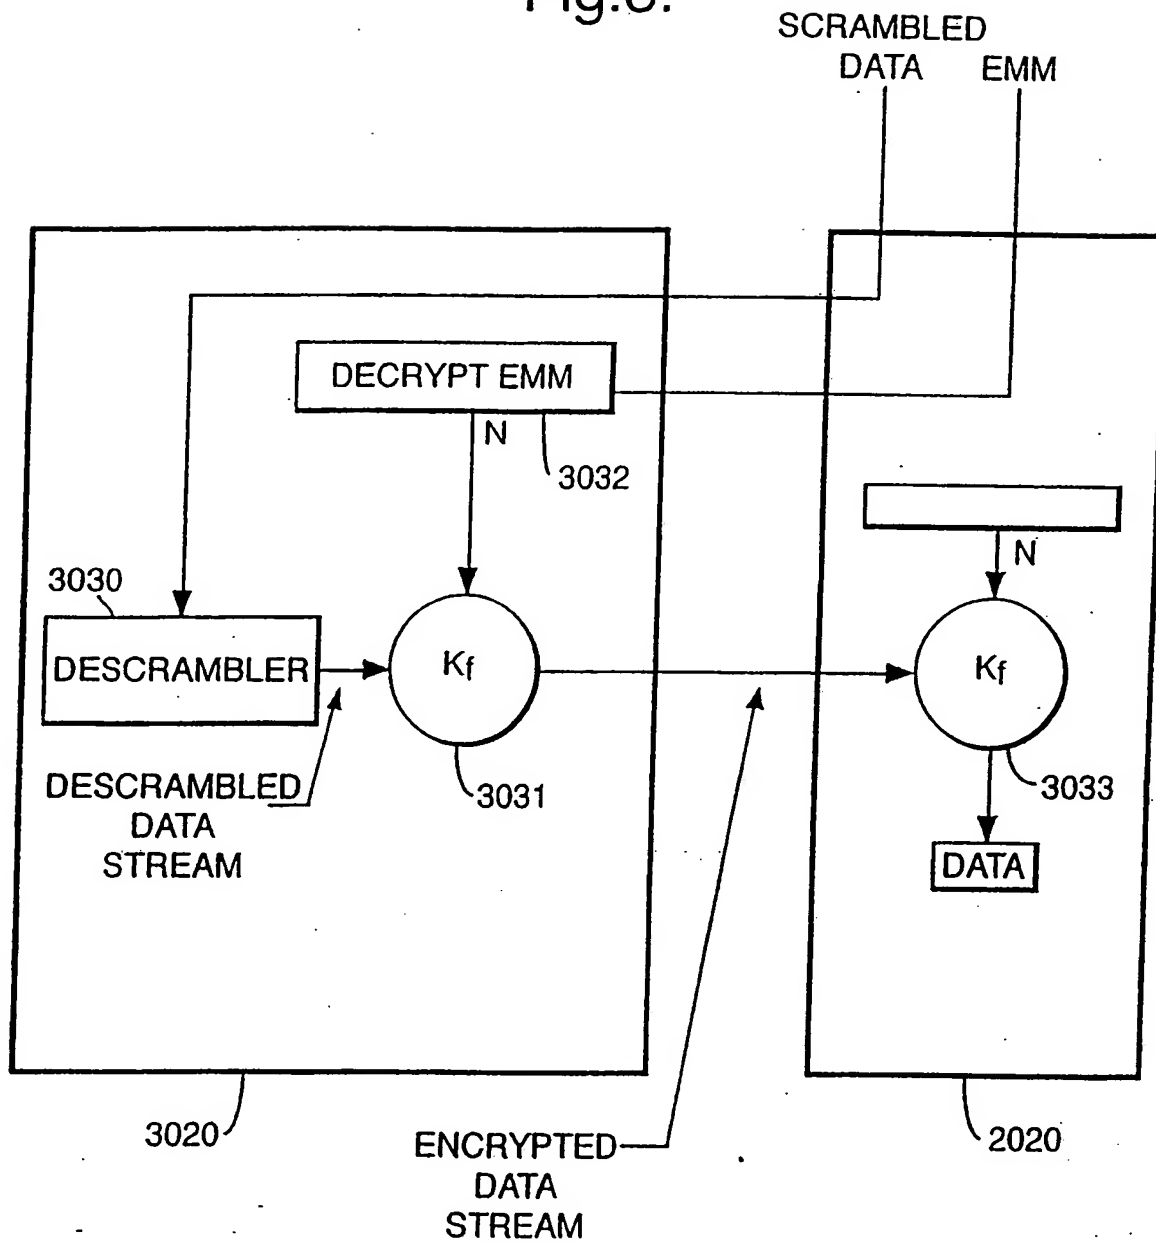 SCRAMBLED
DATA EMM
DECRYPT EMM
N
3032
N
3030
DESCRAMBLER
Kf
Kf
DESCRAMBLED
DATA
STREAM
3031
3033
DATA
3020
ENCRYPTED
DATA
STREAM
2020